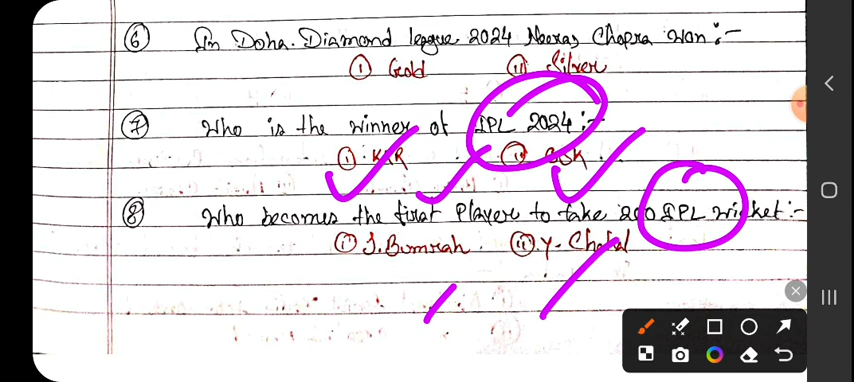 ⑥ In Doha. Diamond league 2024 Neeraj Chopra won :-
ⓘ Gold ⓘⓘ Silver
⑦ Who is the winner of IPL 2024 :-
ⓘ KKR ⓘⓘ CSK
⑧ Who becomes the first Player to take 200 IPL wicket :-
ⓘ J. Bumrah ⓘⓘ Y. Chahal